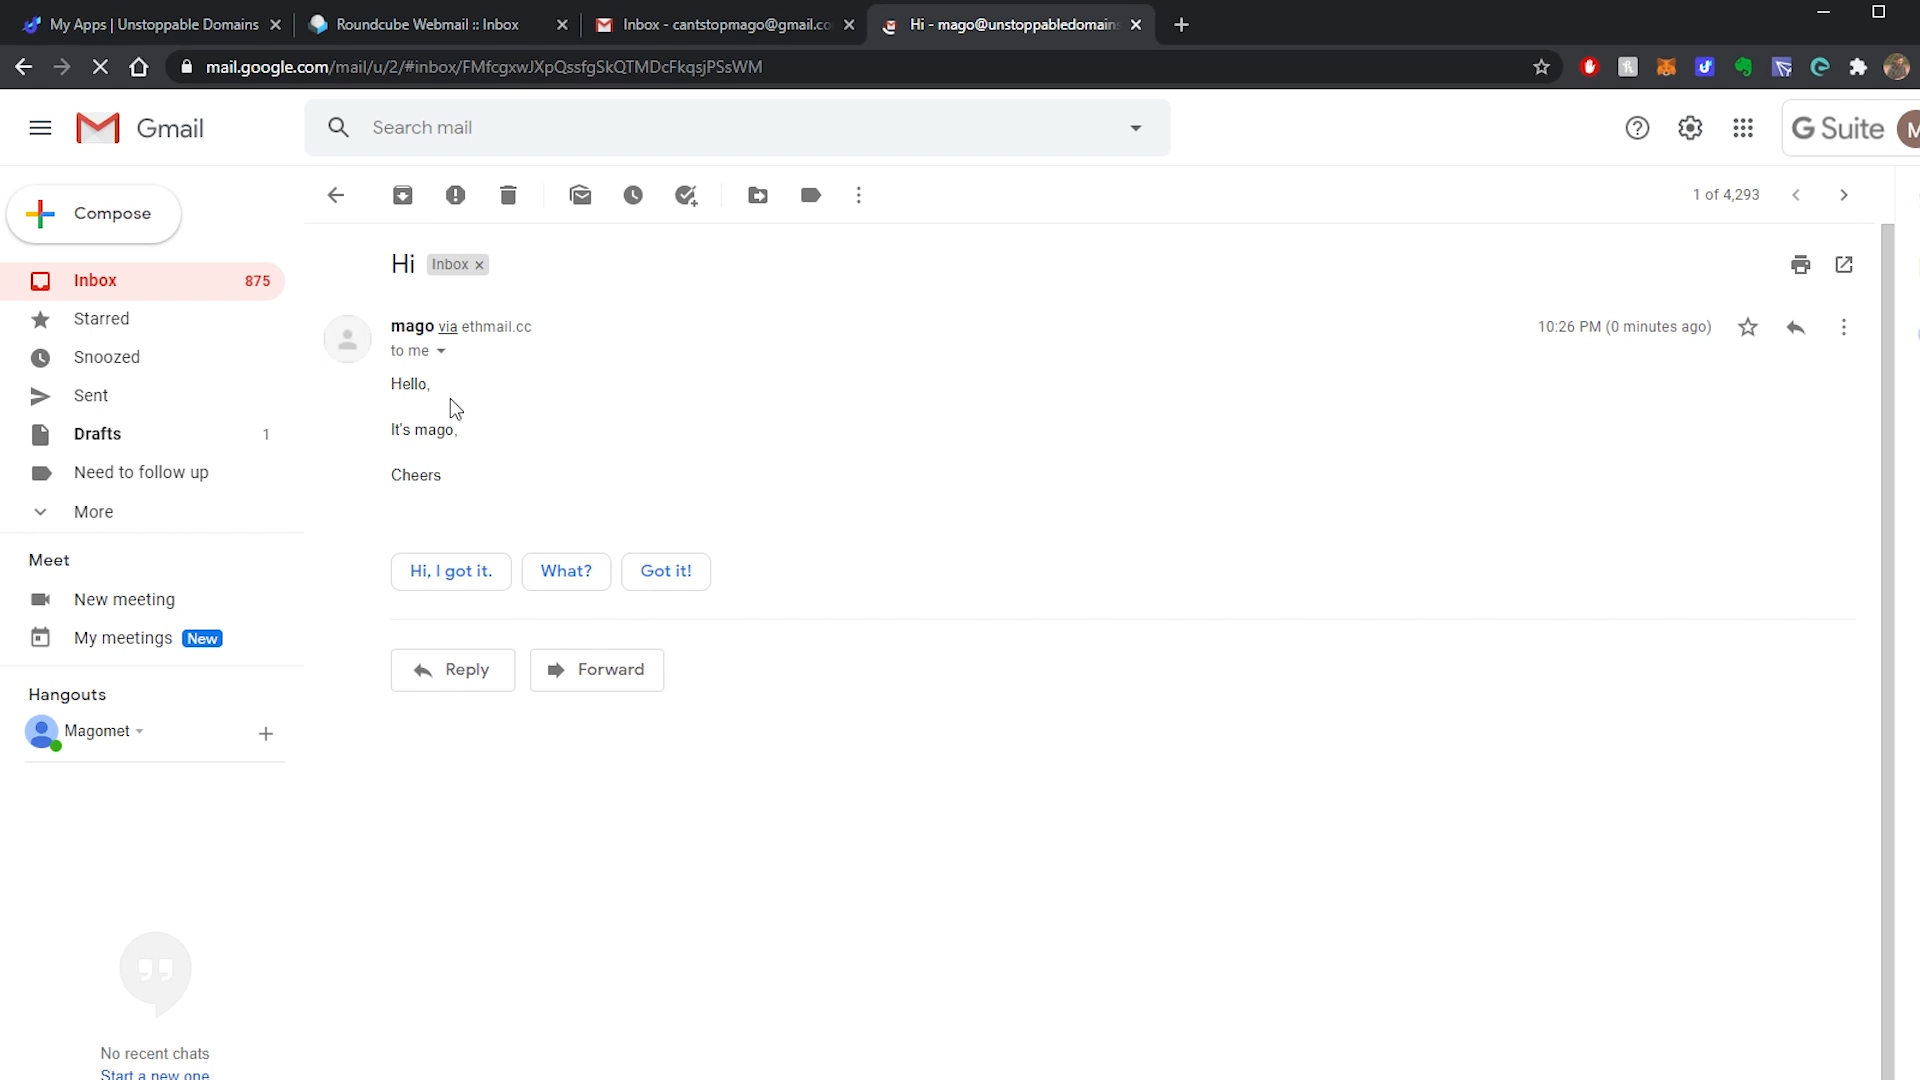 My Apps | Unstoppable Domains
Roundcube Webmail :: Inbox
Inbox - cantstopmago@gmail.co
Hi - mago@unstoppabledomain
mail.google.com/mail/u/2/#inbox/FMfcgxwJXpQssfgSkQTMDcFkqsjPSsWM
Gmail
Search mail
G Suite
M
Compose
1 of 4,293
Hi
Inbox ×
Inbox 875
Starred
Snoozed
Sent
Drafts 1
Need to follow up
More
mago via ethmail.cc
10:26 PM (0 minutes ago)
to me
Hello,
It's mago,
Cheers
Hi, I got it.
What?
Got it!
Reply
Forward
Meet
New meeting
My meetings New
Hangouts
Magomet
No recent chats
Start a new one